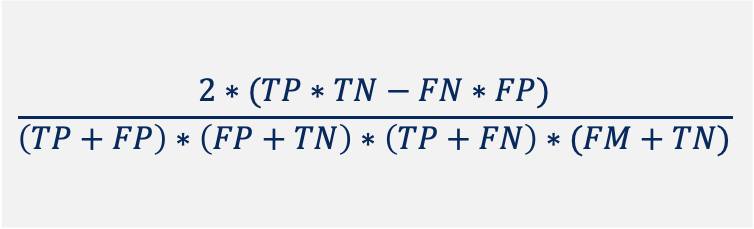 2 ∗ (TP ∗ TN − FN ∗ FP)
(TP + FP) ∗ (FP + TN) ∗ (TP + FN) ∗ (FM + TN)